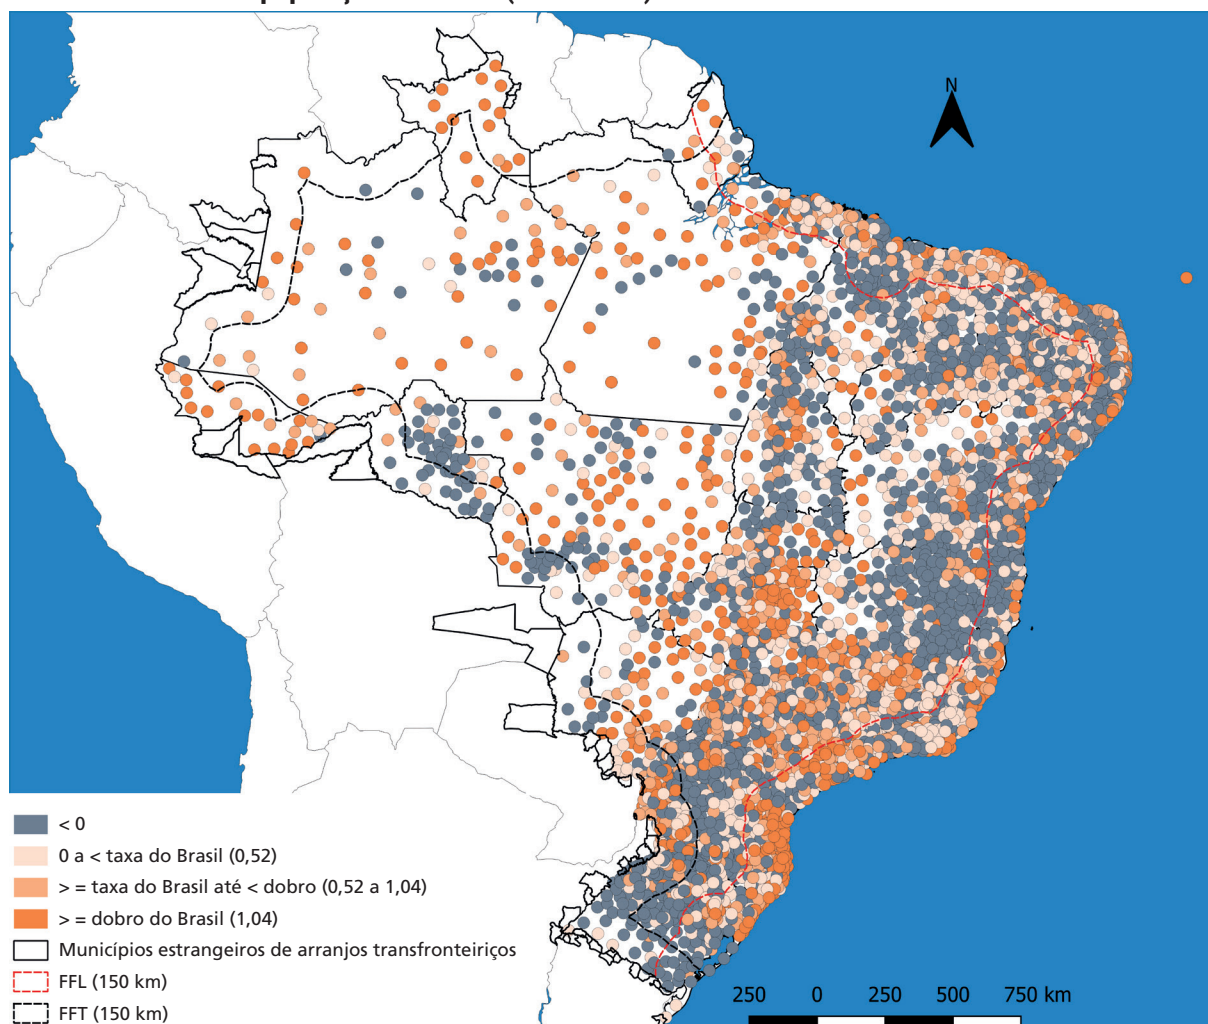 N
< 0
0 a < taxa do Brasil (0,52)
> = taxa do Brasil até < dobro (0,52 a 1,04)
> = dobro do Brasil (1,04)
Municípios estrangeiros de arranjos transfronteiriços
FFL (150 km)
FFT (150 km)
250 0 250 500 750 km